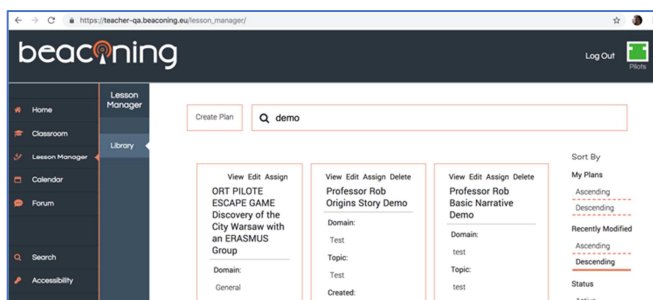 https://teacher-qa.beaconing.eu/lesson_manager/
beaconing
Log Out
Pilots
Home
Classroom
Lesson Manager
Calendar
Forum
Search
Accessibility
Lesson
Manager
Library
Create Plan
demo
View Edit Assign
ORT PILOTE
ESCAPE GAME
Discovery of the
City Warsaw with
an ERASMUS
Group
Domain:
General
View Edit Assign Delete
Professor Rob
Origins Story Demo
Domain:
Test
Topic:
Test
Created:
View Edit Assign Delete
Professor Rob
Basic Narrative
Demo
Domain:
test
Topic:
test
Sort By
My Plans
Ascending
Descending
Recently Modified
Ascending
Descending
Status